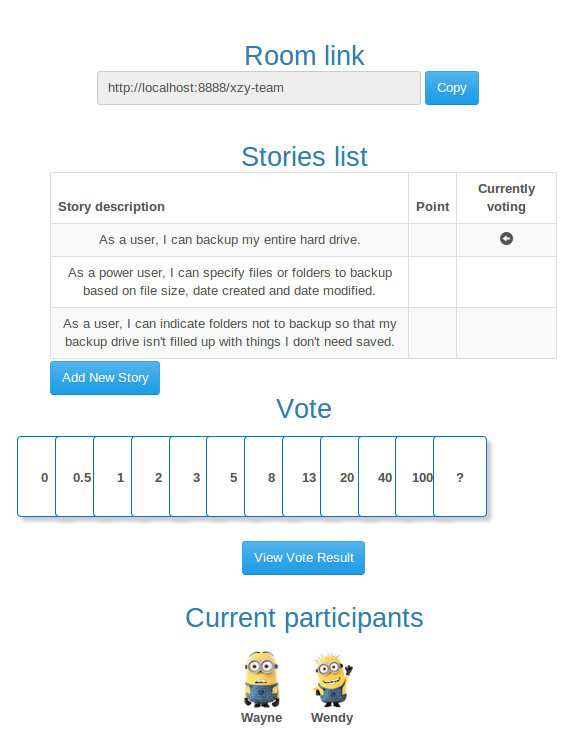 Room link
http://localhost:8888/xzy-team
Copy
Stories list
Story description
Point
Currently
voting
As a user, I can backup my entire hard drive.
As a power user, I can specify files or folders to backup
based on file size, date created and date modified.
As a user, I can indicate folders not to backup so that my
backup drive isn't filled up with things I don't need saved.
Add New Story
Vote
0 0.5 1 2 3 5 8 13 20 40 100 ?
View Vote Result
Current participants
Wayne Wendy